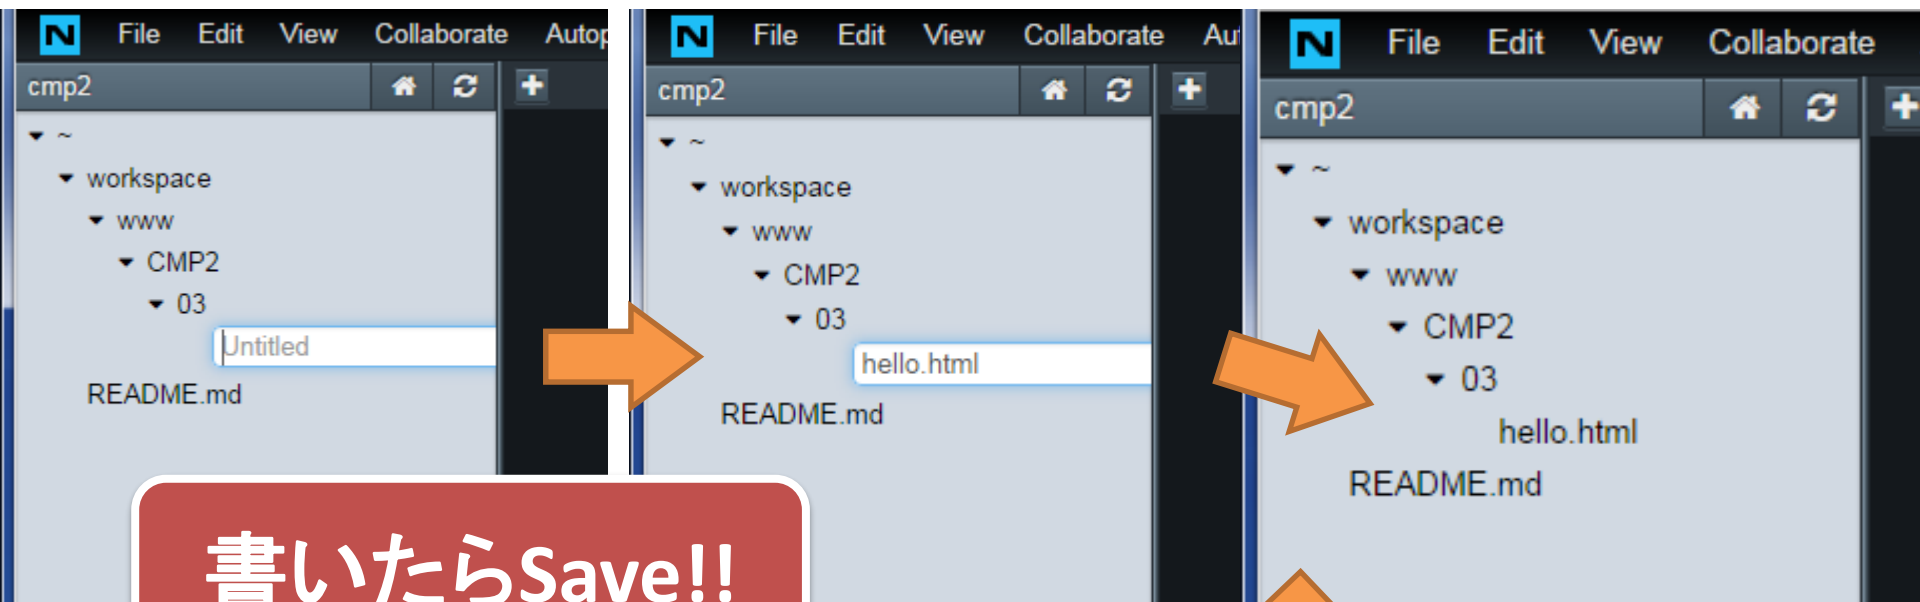 File Edit View Collaborate
cmp2
~
workspace
www
CMP2
03
Untitled
README.md
File Edit View Collaborate
cmp2
~
workspace
www
CMP2
03
hello.html
README.md
File Edit View Collaborate
cmp2
~
workspace
www
CMP2
03
hello.html
README.md
書いたらSave!!